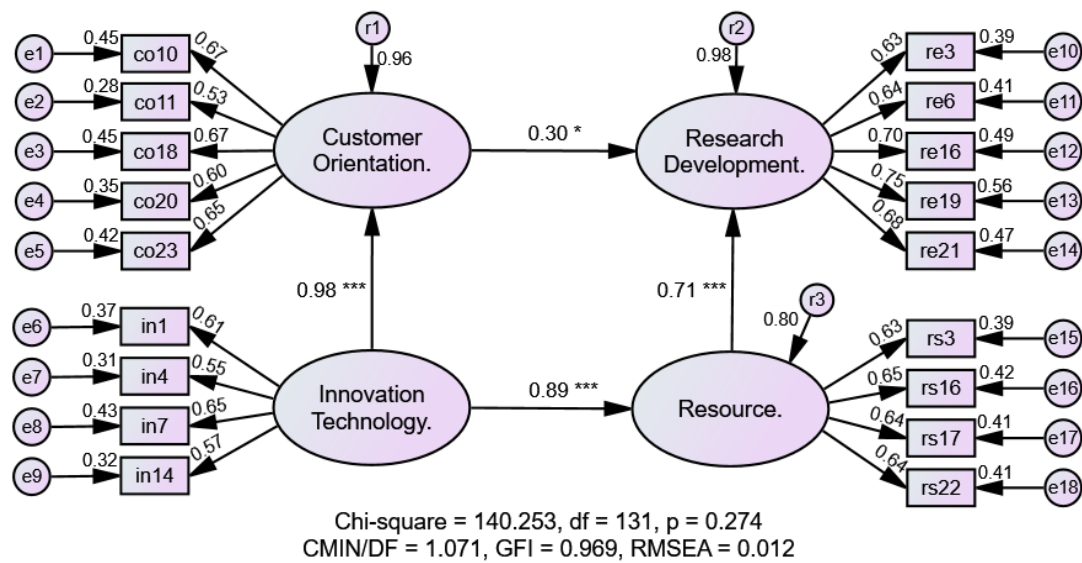 r1
r2
e1
0.45
co10
0.67
0.96
0.98
0.63
re3
0.39
e10
e2
0.28
co11
0.53
0.64
re6
0.41
e11
e3
0.45
co18
0.67
Customer
Orientation.
0.30 *
Research
Development.
0.70
re16
0.49
e12
e4
0.35
co20
0.60
0.75
re19
0.56
e13
e5
0.42
co23
0.65
0.68
re21
0.47
e14
0.98 ***
0.71 ***
r3
0.80
e6
0.37
in1
0.61
0.63
rs3
0.39
e15
e7
0.31
in4
0.55
0.65
rs16
0.42
e16
e8
0.43
in7
0.65
Innovation
Technology.
0.89 ***
Resource.
0.64
rs17
0.41
e17
e9
0.32
in14
0.57
0.64
rs22
0.41
e18
Chi-square = 140.253, df = 131, p = 0.274
CMIN/DF = 1.071, GFI = 0.969, RMSEA = 0.012